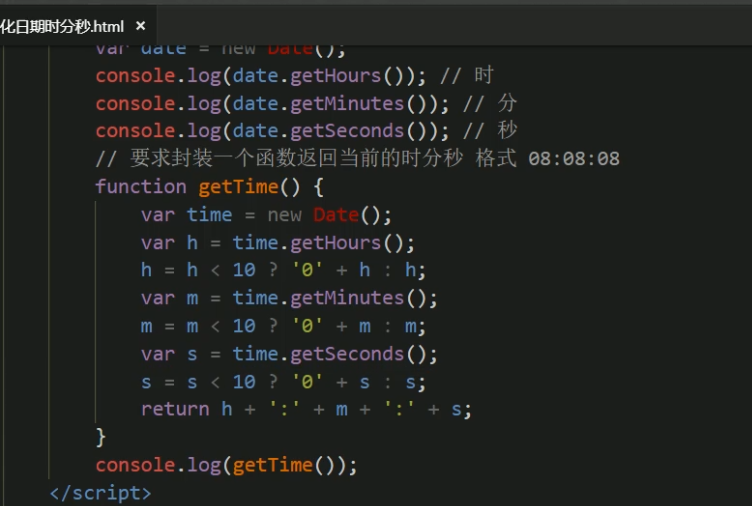 化日期时分秒.html ×
var date = new Date();
console.log(date.getHours()); // 时
console.log(date.getMinutes()); // 分
console.log(date.getSeconds()); // 秒
// 要求封装一个函数返回当前的时分秒 格式 08:08:08
function getTime() {
var time = new Date();
var h = time.getHours();
h = h < 10 ? '0' + h : h;
var m = time.getMinutes();
m = m < 10 ? '0' + m : m;
var s = time.getSeconds();
s = s < 10 ? '0' + s : s;
return h + ':' + m + ':' + s;
}
console.log(getTime());
</script>